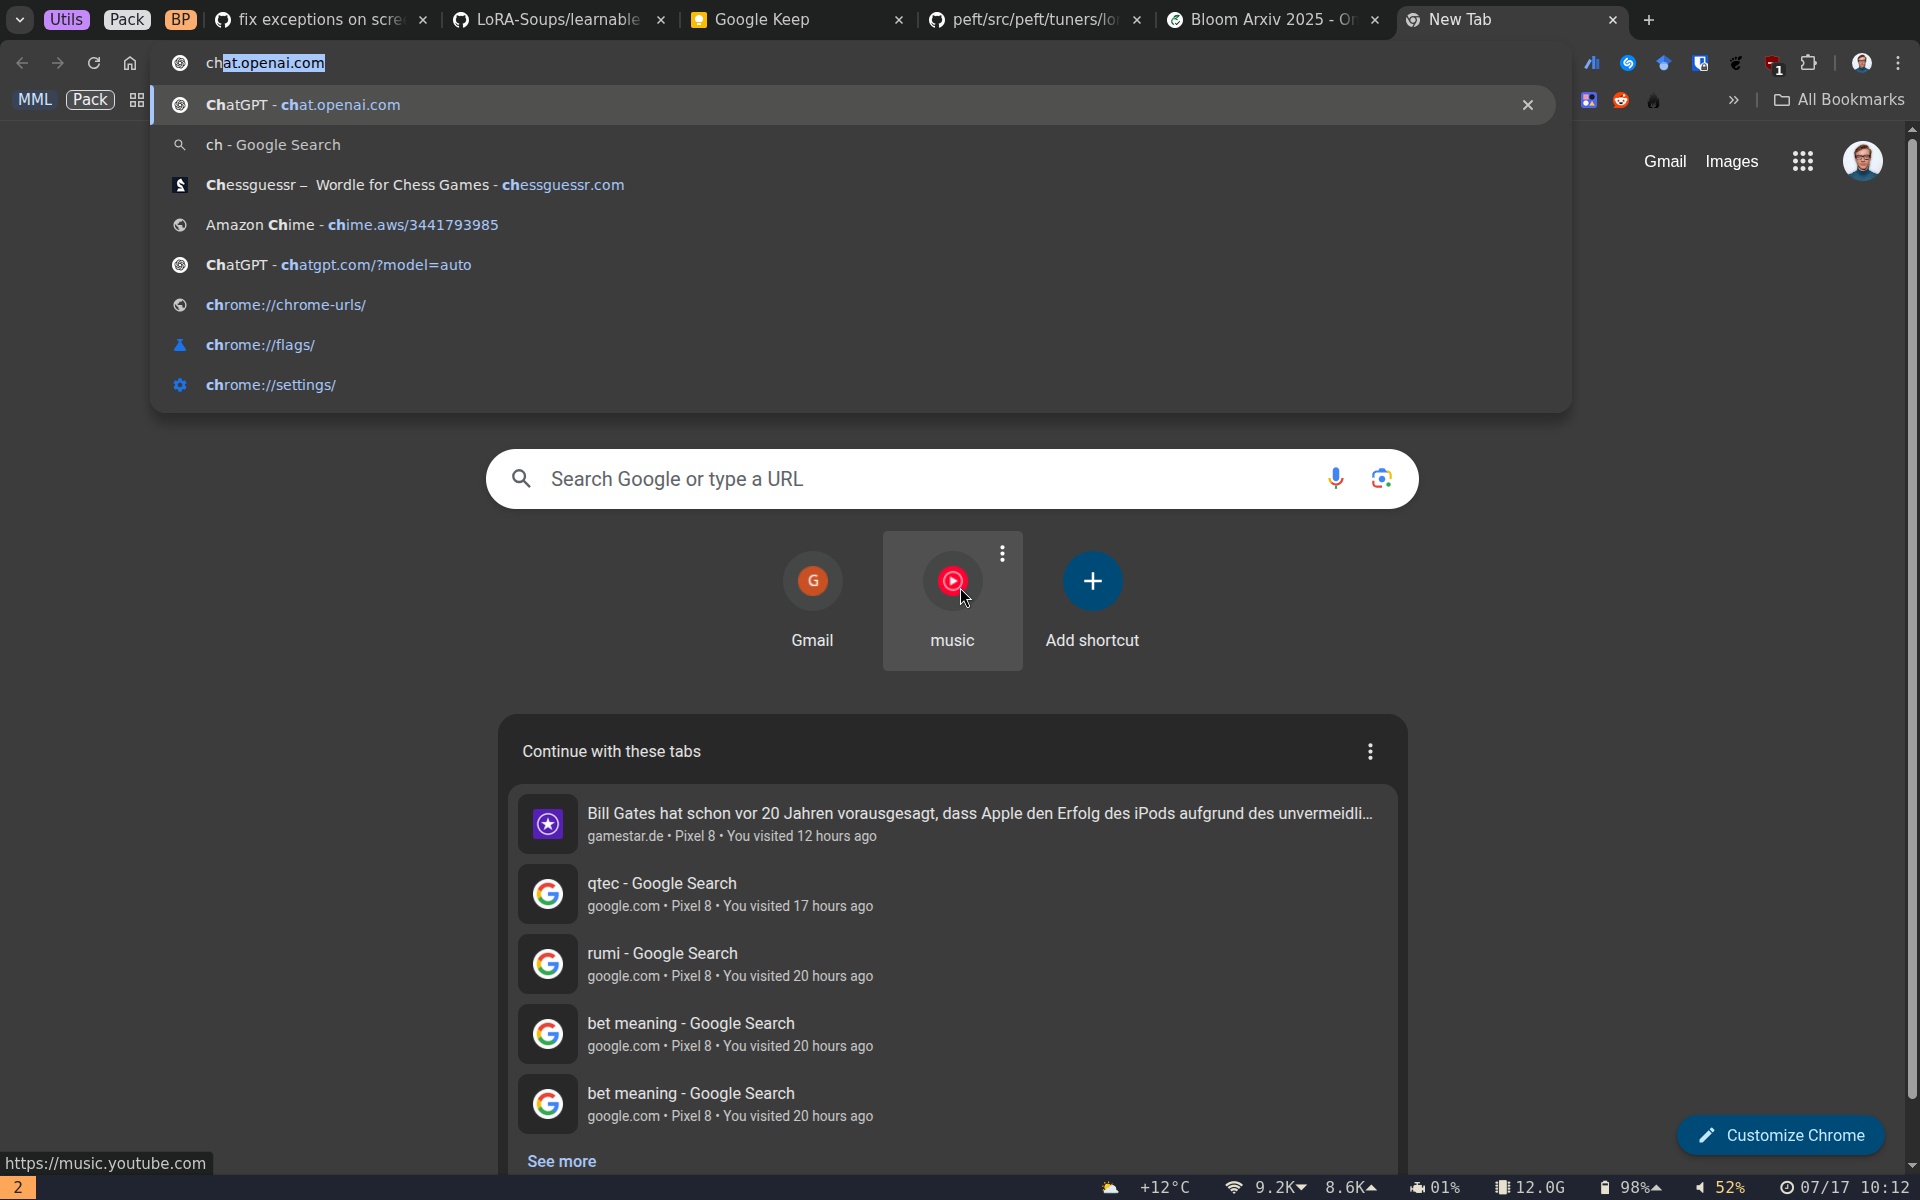 Utils Pack BP fix exceptions on scre LoRA-Soups/learnable Google Keep peft/src/peft/tuners/lo Bloom Arxiv 2025 - O New Tab
chat.openai.com
1
MML Pack
ChatGPT - chat.openai.com
All Bookmarks
ch - Google Search
Gmail Images
Chessguessr – Wordle for Chess Games - chessguessr.com
Amazon Chime - chime.aws/3441793985
ChatGPT - chatgpt.com/?model=auto
chrome://chrome-urls/
chrome://flags/
chrome://settings/
Search Google or type a URL
G
Gmail music Add shortcut
Continue with these tabs
Bill Gates hat schon vor 20 Jahren vorausgesagt, dass Apple den Erfolg des iPods aufgrund des unvermeidli...
gamestar.de • Pixel 8 • You visited 12 hours ago
qtec - Google Search
google.com • Pixel 8 • You visited 17 hours ago
rumi - Google Search
google.com • Pixel 8 • You visited 20 hours ago
bet meaning - Google Search
google.com • Pixel 8 • You visited 20 hours ago
bet meaning - Google Search
google.com • Pixel 8 • You visited 20 hours ago
Customize Chrome
See more
https://music.youtube.com
2 +12°C 9.2K 8.6K 01% 12.0G 98% 52% 07/17 10:12